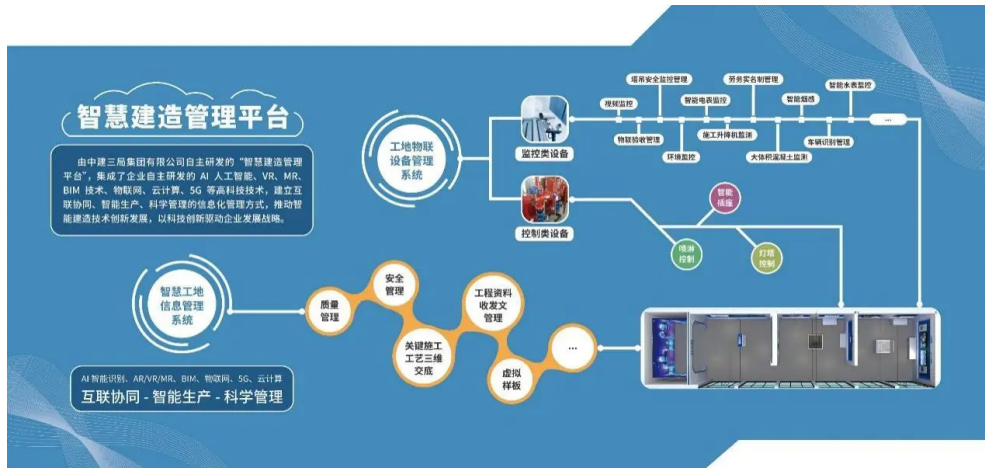 智慧建造管理平台
由中建三局集团有限公司自主研发的“智慧建造管理
平台”，集成了企业自主研发的 AI 人工智能、VR、MR、
BIM 技术、物联网、云计算、5G 等高科技技术，建立互
联协同、智能生产、科学管理的信息化管理方式，推动智
能建造技术创新发展，以科技创新驱动企业发展战略。
工地物联
设备管理
系统
监控类设备
控制类设备
视频监控
塔吊安全监控管理
物联验收管理
环境监控
智能电表监控
施工升降机监测
劳务实名制管理
大体积混凝土监测
智能烟感
车辆识别管理
智能水表监控
...
智能
插座
喷淋
控制
灯塔
控制
智慧工地
信息管理
系统
质量
管理
安全
管理
关键施工
工艺三维
交底
工程资料
收发文
管理
虚拟
样板
...
AI 智能识别、AR/VR/MR、BIM、物联网、5G、云计算
互联协同 - 智能生产 - 科学管理